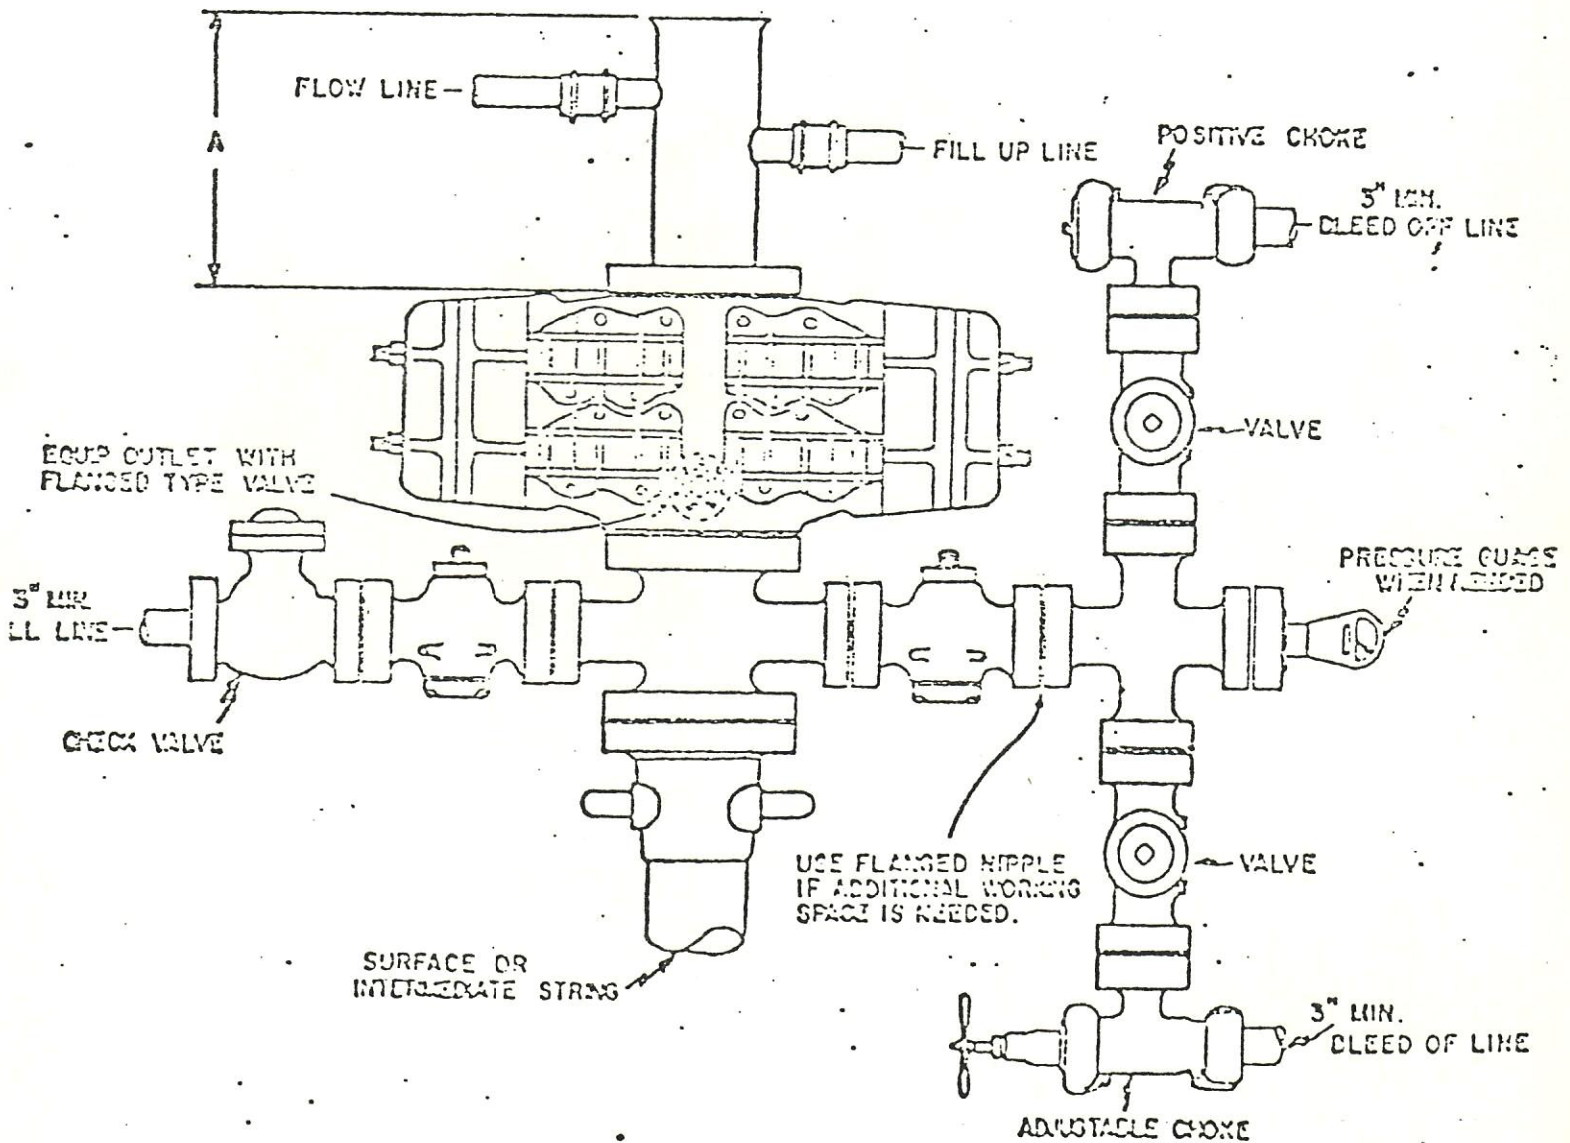 FLOW LINE
A
FILL UP LINE
POSITIVE CHOKE
3" MIN.
BLEED OFF LINE
VALVE
EQUIP OUTLET WITH
FLANGED TYPE VALVE
PRESSURE GUAGE
WHEN NEEDED
3" MIN.
LL LINE
CHECK VALVE
USE FLANGED NIPPLE
IF ADDITIONAL WORKING
SPACE IS NEEDED.
VALVE
SURFACE OR
INTERMEDIATE STRING
3" MIN.
BLEED OF LINE
ADJUSTABLE CHOKE